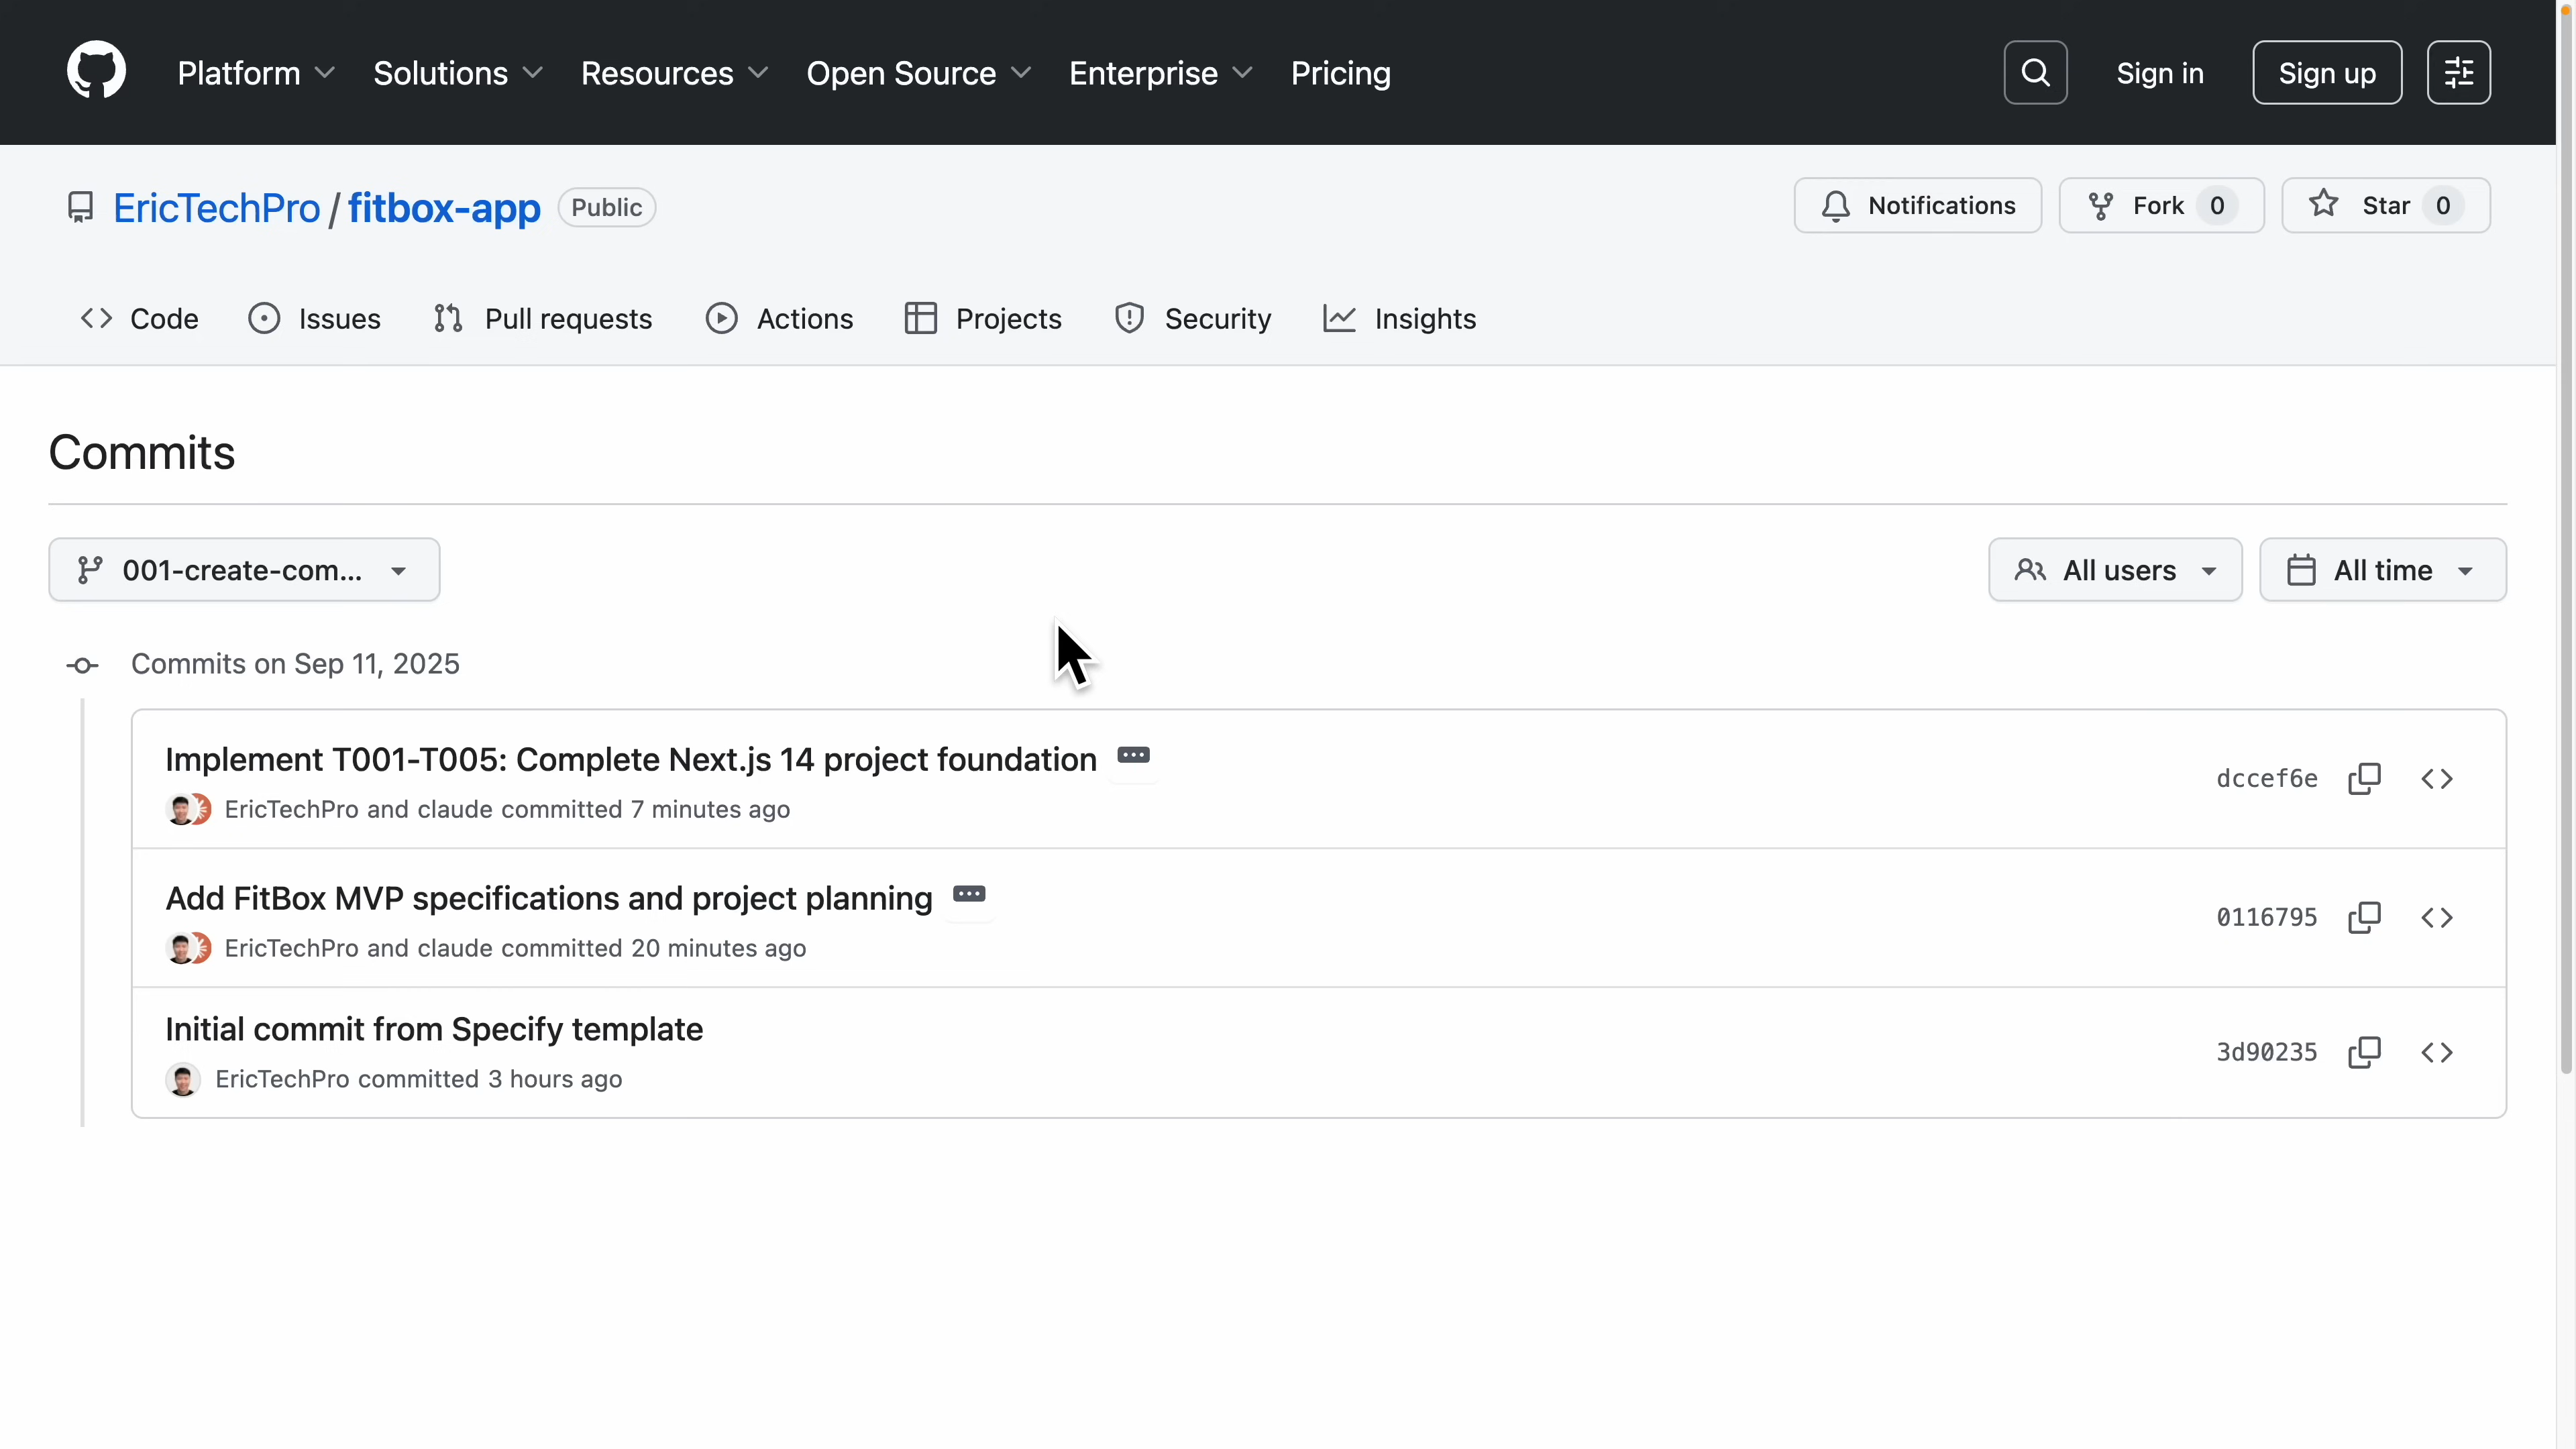 Platform Solutions Resources Open Source Enterprise Pricing Sign in Sign up
EricTechPro / fitbox-app Public Notifications Fork 0 Star 0
Code Issues Pull requests Actions Projects Security Insights
Commits
001-create-com... All users All time
Commits on Sep 11, 2025
Implement T001-T005: Complete Next.js 14 project foundation
EricTechPro and claude committed 7 minutes ago
dccef6e
Add FitBox MVP specifications and project planning
EricTechPro and claude committed 20 minutes ago
0116795
Initial commit from Specify template
EricTechPro committed 3 hours ago
3d90235